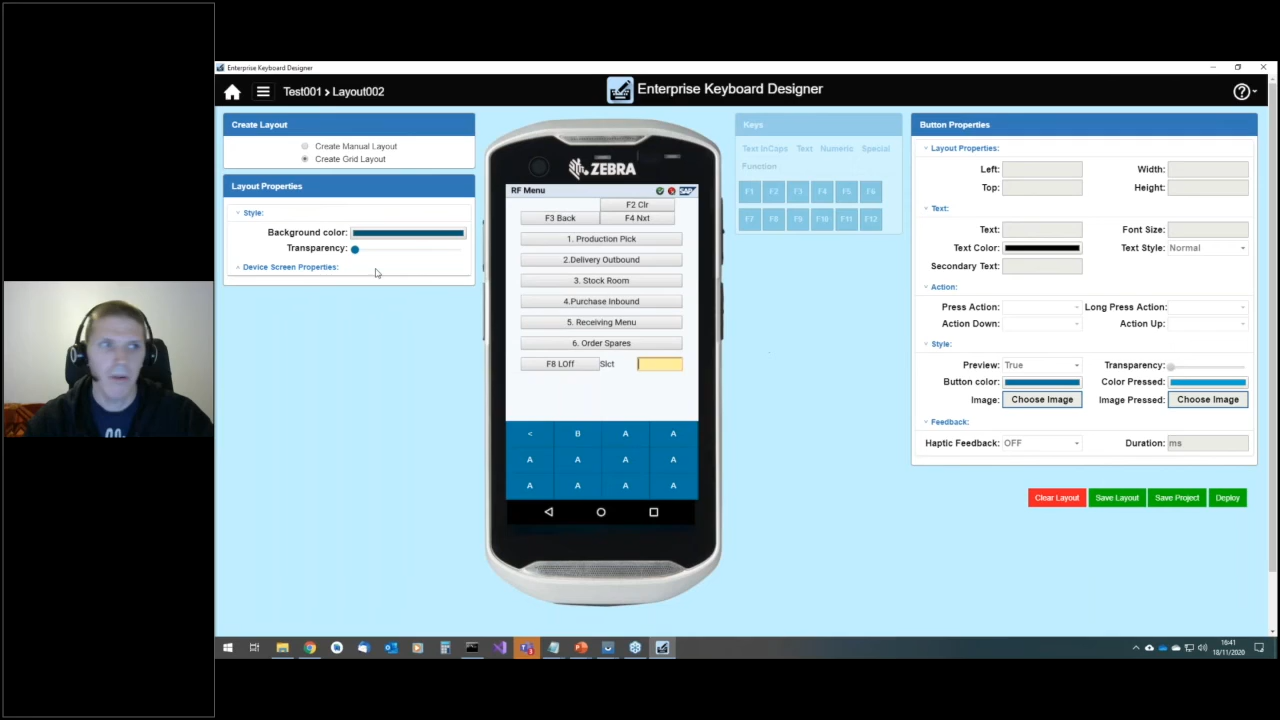 Enterprise Keyboard Designer
Test001 > Layout002
Enterprise Keyboard Designer
Create Layout
Create Manual Layout
Create Grid Layout
Layout Properties
Style:
Background color:
Transparency:
Device Screen Properties:
ZEBRA
RF Menu
SAP
F2 Clr
F3 Back
F4 Nxt
1. Production Pick
2.Delivery Outbound
3. Stock Room
4.Purchase Inbound
5. Receiving Menu
6. Order Spares
F8 LOff
Slct
< B A A
A A A A
A A A A
Keys
Text InCaps Text Numeric Special
Function
F1 F2 F3 F4 F5 F6
F7 F8 F9 F10 F11 F12
Button Properties
Layout Properties:
Left: Width:
Top: Height:
Text:
Text: Font Size:
Text Color: Text Style: Normal
Secondary Text:
Action:
Press Action: Long Press Action:
Action Down: Action Up:
Style:
Preview: True Transparency:
Button color: Color Pressed:
Image: Choose Image Image Pressed: Choose Image
Feedback:
Haptic Feedback: OFF Duration: ms
Clear Layout Save Layout Save Project Deploy
16:41
18/11/2020